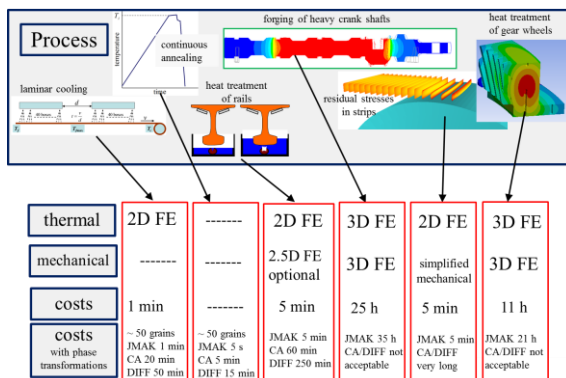 Process
temperature
time
continuous
annealing
forging of heavy crank shafts
heat treatment
of gear wheels
laminar cooling
d
heat treatment
of rails
residual stresses
in strips
thermal
2D FE
-------
2D FE
3D FE
2D FE
3D FE
mechanical
-------
-------
2.5D FE
optional
3D FE
simplified
mechanical
3D FE
costs
1 min
-------
5 min
25 h
5 min
11 h
costs
with phase
transformations
~ 50 grains
JMAK 1 min
CA 20 min
DIFF 50 min
~ 50 grains
JMAK 5 s
CA 5 min
DIFF 15 min
JMAK 5 min
CA 60 min
DIFF 250 min
JMAK 35 h
CA/DIFF not
acceptable
JMAK 5 min
CA/DIFF
very long
JMAK 21 h
CA/DIFF not
acceptable